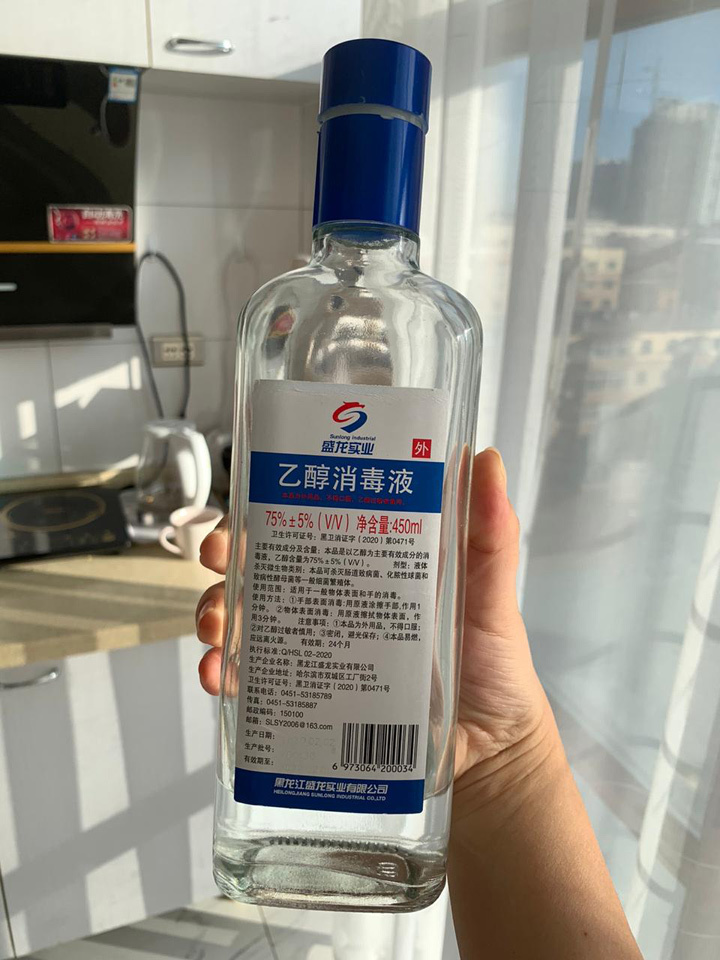 Sunlong Industrial
盛龙实业
外
乙醇消毒液
75%±5%(V/V) 净含量:450ml
卫生许可证号：黑卫消证字（2020）第0471号
主要有效成分及含量：本品是以乙醇为主要有效成分的消
毒液，乙醇含量为75%±5%（V/V）。 剂型：液体
杀灭微生物类别：本品可杀灭肠道致病菌、化脓性球菌和
致病性酵母菌等一般细菌繁殖体。
使用范围：适用于一般物体表面和手的消毒。
使用方法：①手部表面消毒:用原液涂擦手部,作用1
分钟。②物体表面消毒：用原液擦拭物体表面，作
用3分钟。 注意事项：①本品为外用品，不得口服；
②对乙醇过敏者慎用；③密闭，避光保存；④本品易燃，
应远离火源。 有效期：24个月
执行标准:Q/HSL 02-2020
生产企业名称：黑龙江盛龙实业有限公司
生产企业地址：哈尔滨市双城区工厂街2号
卫生许可证号：黑卫消证字（2020）第0471号
联系电话：0451-53185789
传真：0451-53185887
邮政编码：150100
邮箱：SLSY2006@163.com
生产日期：
生产批号：
有效期至：
6 973064 200034
黑龙江盛龙实业有限公司
HEILONGJIANG SUNLONG INDUSTRIAL CO.,LTD